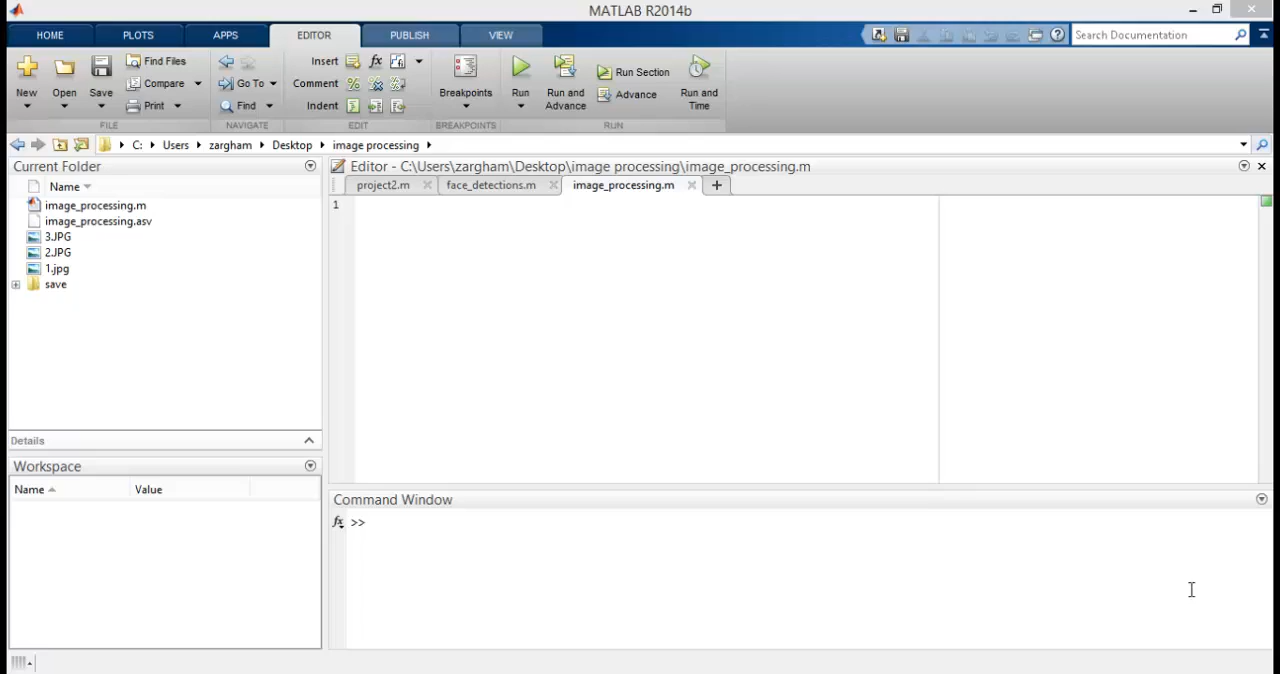 MATLAB R2014b
HOME PLOTS APPS EDITOR PUBLISH VIEW Search Documentation
New Open Save Find Files Compare Print
Go To Find
Insert fx Comment Indent
Breakpoints
Run Run and Advance Run Section Advance Run and Time
FILE NAVIGATE EDIT BREAKPOINTS RUN
C: Users zargham Desktop image processing
Current Folder
Name
image_processing.m
image_processing.asv
3.JPG
2.JPG
1.jpg
save
Details
Workspace
Name Value
Editor - C:\Users\zargham\Desktop\image processing\image_processing.m
project2.m face_detections.m image_processing.m
1
Command Window
fx >>